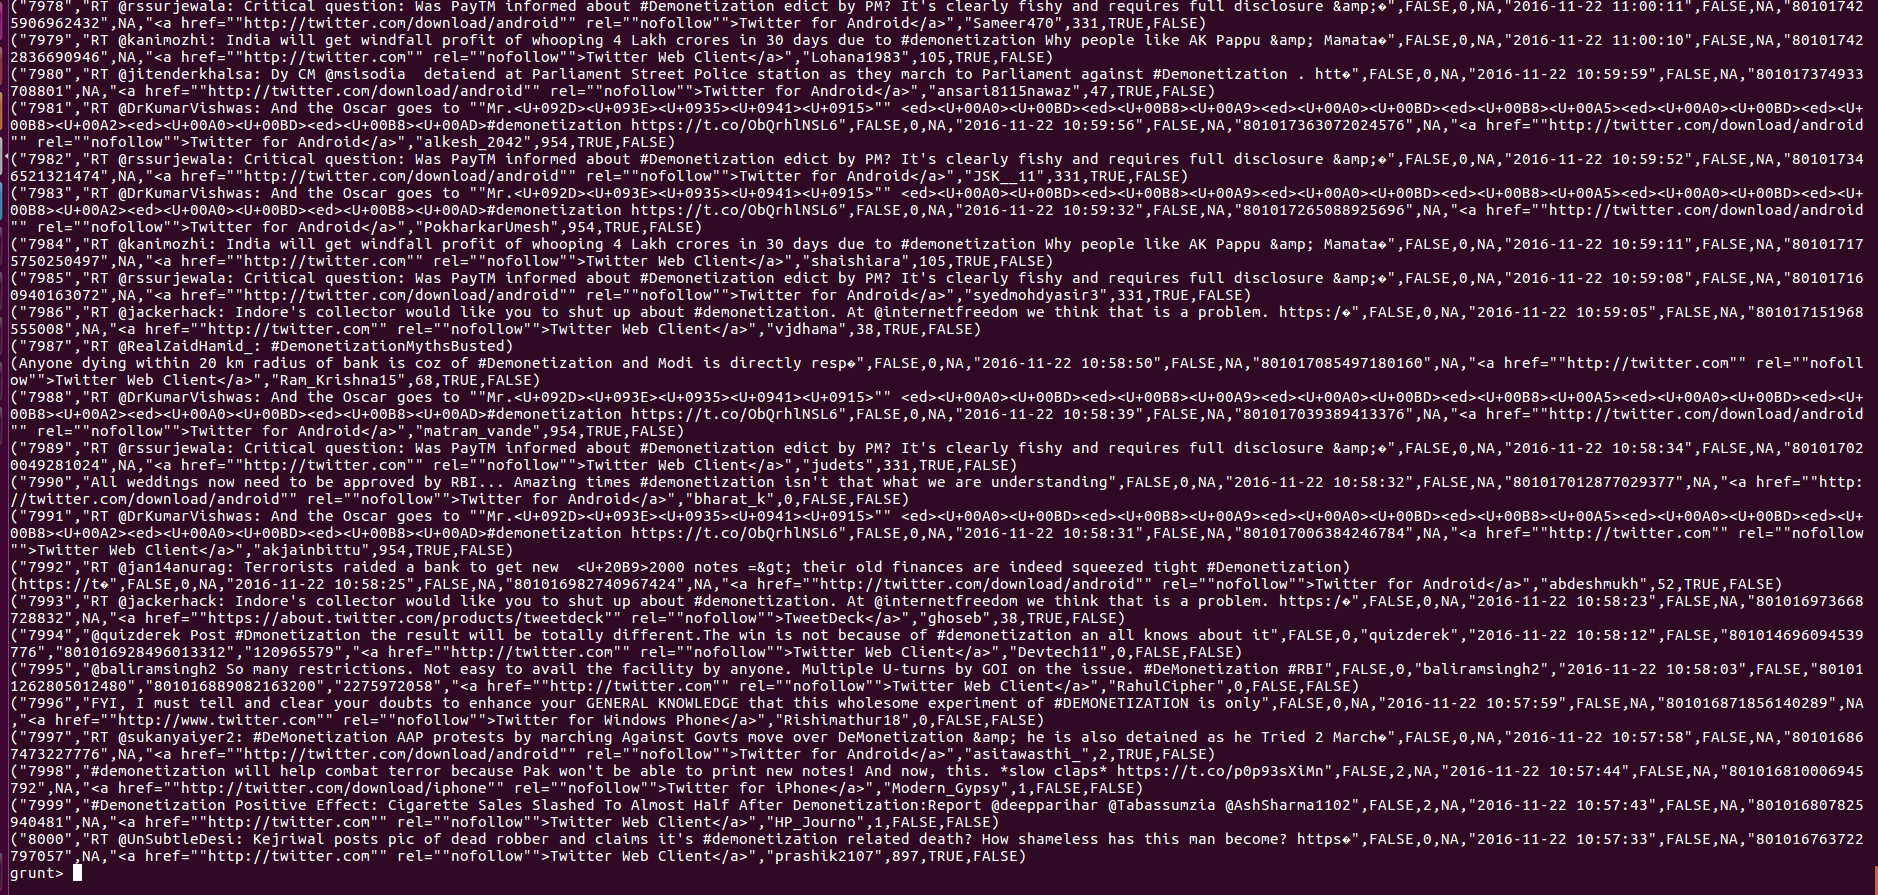 ("7978","RT @rssurjewala: Critical question: Was PayTM informed about #Demonetization edict by PM? It's clearly fishy and requires full disclosure &amp;�",FALSE,0,NA,"2016-11-22 11:00:11",FALSE,NA,"80101742
5906962432",NA,"<a href=""http://twitter.com/download/android"" rel=""nofollow"">Twitter for Android</a>","Sameer470",331,TRUE,FALSE)
("7979","RT @kanimozhi: India will get windfall profit of whooping 4 Lakh crores in 30 days due to #demonetization Why people like AK Pappu &amp; Mamata�",FALSE,0,NA,"2016-11-22 11:00:10",FALSE,NA,"80101742
2836690946",NA,"<a href=""http://twitter.com"" rel=""nofollow"">Twitter Web Client</a>","Lohana1983",105,TRUE,FALSE)
("7980","RT @jitenderkhalsa: Dy CM @msisodia  detaiend at Parliament Street Police station as they march to Parliament against #Demonetization . htt�",FALSE,0,NA,"2016-11-22 10:59:59",FALSE,NA,"801017374933
708801",NA,"<a href=""http://twitter.com/download/android"" rel=""nofollow"">Twitter for Android</a>","ansari8115nawaz",47,TRUE,FALSE)
("7981","RT @DrKumarVishwas: And the Oscar goes to ""Mr.<U+092D><U+093E><U+0935><U+0941><U+0915>"" <ed><U+00A0><U+00BD><ed><U+00B8><U+00A9><ed><U+00A0><U+00BD><ed><U+00B8><U+00A5><ed><U+00A0><U+00BD><ed><U+
00B8><U+00A2><ed><U+00A0><U+00BD><ed><U+00B8><U+00AD>#demonetization https://t.co/ObQrhlNSL6",FALSE,0,NA,"2016-11-22 10:59:56",FALSE,NA,"801017363072024576",NA,"<a href=""http://twitter.com/download/android
"" rel=""nofollow"">Twitter for Android</a>","alkesh_2042",954,TRUE,FALSE)
("7982","RT @rssurjewala: Critical question: Was PayTM informed about #Demonetization edict by PM? It's clearly fishy and requires full disclosure &amp;�",FALSE,0,NA,"2016-11-22 10:59:52",FALSE,NA,"80101734
6521321474",NA,"<a href=""http://twitter.com/download/android"" rel=""nofollow"">Twitter for Android</a>","JSK__11",331,TRUE,FALSE)
("7983","RT @DrKumarVishwas: And the Oscar goes to ""Mr.<U+092D><U+093E><U+0935><U+0941><U+0915>"" <ed><U+00A0><U+00BD><ed><U+00B8><U+00A9><ed><U+00A0><U+00BD><ed><U+00B8><U+00A5><ed><U+00A0><U+00BD><ed><U+
00B8><U+00A2><ed><U+00A0><U+00BD><ed><U+00B8><U+00AD>#demonetization https://t.co/ObQrhlNSL6",FALSE,0,NA,"2016-11-22 10:59:32",FALSE,NA,"801017265088925696",NA,"<a href=""http://twitter.com/download/android
"" rel=""nofollow"">Twitter for Android</a>","PokharkarUmesh",954,TRUE,FALSE)
("7984","RT @kanimozhi: India will get windfall profit of whooping 4 Lakh crores in 30 days due to #demonetization Why people like AK Pappu &amp; Mamata�",FALSE,0,NA,"2016-11-22 10:59:11",FALSE,NA,"80101717
5750250497",NA,"<a href=""http://twitter.com"" rel=""nofollow"">Twitter Web Client</a>","shaishiara",105,TRUE,FALSE)
("7985","RT @rssurjewala: Critical question: Was PayTM informed about #Demonetization edict by PM? It's clearly fishy and requires full disclosure &amp;�",FALSE,0,NA,"2016-11-22 10:59:08",FALSE,NA,"80101716
0940163072",NA,"<a href=""http://twitter.com/download/android"" rel=""nofollow"">Twitter for Android</a>","syedmohdyasir3",331,TRUE,FALSE)
("7986","RT @jackerhack: Indore's collector would like you to shut up about #demonetization. At @internetfreedom we think that is a problem. https:/�",FALSE,0,NA,"2016-11-22 10:59:05",FALSE,NA,"801017151968
555008",NA,"<a href=""http://twitter.com"" rel=""nofollow"">Twitter Web Client</a>","vjdhama",38,TRUE,FALSE)
("7987","RT @RealZaidHamid_: #DemonetizationMythsBusted)
(Anyone dying within 20 km radius of bank is coz of #Demonetization and Modi is directly resp�",FALSE,0,NA,"2016-11-22 10:58:50",FALSE,NA,"801017085497180160",NA,"<a href=""http://twitter.com"" rel=""nofoll
ow"">Twitter Web Client</a>","Ram_Krishna15",68,TRUE,FALSE)
("7988","RT @DrKumarVishwas: And the Oscar goes to ""Mr.<U+092D><U+093E><U+0935><U+0941><U+0915>"" <ed><U+00A0><U+00BD><ed><U+00B8><U+00A9><ed><U+00A0><U+00BD><ed><U+00B8><U+00A5><ed><U+00A0><U+00BD><ed><U+
00B8><U+00A2><ed><U+00A0><U+00BD><ed><U+00B8><U+00AD>#demonetization https://t.co/ObQrhlNSL6",FALSE,0,NA,"2016-11-22 10:58:39",FALSE,NA,"801017039389413376",NA,"<a href=""http://twitter.com/download/android
"" rel=""nofollow"">Twitter for Android</a>","matram_vande",954,TRUE,FALSE)
("7989","RT @rssurjewala: Critical question: Was PayTM informed about #Demonetization edict by PM? It's clearly fishy and requires full disclosure &amp;�",FALSE,0,NA,"2016-11-22 10:58:34",FALSE,NA,"80101702
0049281024",NA,"<a href=""http://twitter.com"" rel=""nofollow"">Twitter Web Client</a>","judets",331,TRUE,FALSE)
("7990","All weddings now need to be approved by RBI... Amazing times #demonetization isn't that what we are understanding",FALSE,0,NA,"2016-11-22 10:58:32",FALSE,NA,"801017012877029377",NA,"<a href=""http:
//twitter.com/download/android"" rel=""nofollow"">Twitter for Android</a>","bharat_k",0,FALSE,FALSE)
("7991","RT @DrKumarVishwas: And the Oscar goes to ""Mr.<U+092D><U+093E><U+0935><U+0941><U+0915>"" <ed><U+00A0><U+00BD><ed><U+00B8><U+00A9><ed><U+00A0><U+00BD><ed><U+00B8><U+00A5><ed><U+00A0><U+00BD><ed><U+
00B8><U+00A2><ed><U+00A0><U+00BD><ed><U+00B8><U+00AD>#demonetization https://t.co/ObQrhlNSL6",FALSE,0,NA,"2016-11-22 10:58:31",FALSE,NA,"801017006384246784",NA,"<a href=""http://twitter.com"" rel=""nofollow
"">Twitter Web Client</a>","akjainbittu",954,TRUE,FALSE)
("7992","RT @jan14anurag: Terrorists raided a bank to get new  <U+20B9>2000 notes =&gt; their old finances are indeed squeezed tight #Demonetization)
(https://t�",FALSE,0,NA,"2016-11-22 10:58:25",FALSE,NA,"801016982740967424",NA,"<a href=""http://twitter.com/download/android"" rel=""nofollow"">Twitter for Android</a>","abdeshmukh",52,TRUE,FALSE)
("7993","RT @jackerhack: Indore's collector would like you to shut up about #demonetization. At @internetfreedom we think that is a problem. https:/�",FALSE,0,NA,"2016-11-22 10:58:23",FALSE,NA,"801016973668
728832",NA,"<a href=""https://about.twitter.com/products/tweetdeck"" rel=""nofollow"">TweetDeck</a>","ghoseb",38,TRUE,FALSE)
("7994","@quizderek Post #Dmonetization the result will be totally different.The win is not because of #demonetization an all knows about it",FALSE,0,"quizderek","2016-11-22 10:58:12",FALSE,"801014696094539
776","801016928496013312","120965579","<a href=""http://twitter.com"" rel=""nofollow"">Twitter Web Client</a>","Devtech11",0,FALSE,FALSE)
("7995","@baliramsingh2 So many restrictions. Not easy to avail the facility by anyone. Multiple U-turns by GOI on the issue. #DeMonetization #RBI",FALSE,0,"baliramsingh2","2016-11-22 10:58:03",FALSE,"80101
1262805012480","801016889082163200","2275972058","<a href=""http://twitter.com"" rel=""nofollow"">Twitter Web Client</a>","RahulCipher",0,FALSE,FALSE)
("7996","FYI, I must tell and clear your doubts to enhance your GENERAL KNOWLEDGE that this wholesome experiment of #DEMONETIZATION is only",FALSE,0,NA,"2016-11-22 10:57:59",FALSE,NA,"801016871856140289",NA
,"<a href=""http://www.twitter.com"" rel=""nofollow"">Twitter for Windows Phone</a>","Rishimathur18",0,FALSE,FALSE)
("7997","RT @sukanyaiyer2: #DeMonetization AAP protests by marching Against Govts move over DeMonetization &amp; he is also detained as he Tried 2 March�",FALSE,0,NA,"2016-11-22 10:57:58",FALSE,NA,"80101686
7473227776",NA,"<a href=""http://twitter.com/download/android"" rel=""nofollow"">Twitter for Android</a>","asitawasthi_",2,TRUE,FALSE)
("7998","#demonetization will help combat terror because Pak won't be able to print new notes! And now, this. *slow claps* https://t.co/p0p93sXiMn",FALSE,2,NA,"2016-11-22 10:57:44",FALSE,NA,"801016810006945
792",NA,"<a href=""http://twitter.com/download/iphone"" rel=""nofollow"">Twitter for iPhone</a>","Modern_Gypsy",1,FALSE,FALSE)
("7999","#Demonetization Positive Effect: Cigarette Sales Slashed To Almost Half After Demonetization:Report @deepparihar @Tabassumzia @AshSharma1102",FALSE,2,NA,"2016-11-22 10:57:43",FALSE,NA,"801016807825
940481",NA,"<a href=""http://twitter.com"" rel=""nofollow"">Twitter Web Client</a>","HP_Journo",1,FALSE,FALSE)
("8000","RT @UnSubtleDesi: Kejriwal posts pic of dead robber and claims it's #demonetization related death? How shameless has this man become? https�",FALSE,0,NA,"2016-11-22 10:57:33",FALSE,NA,"801016763722
797057",NA,"<a href=""http://twitter.com"" rel=""nofollow"">Twitter Web Client</a>","prashik2107",897,TRUE,FALSE)
grunt>